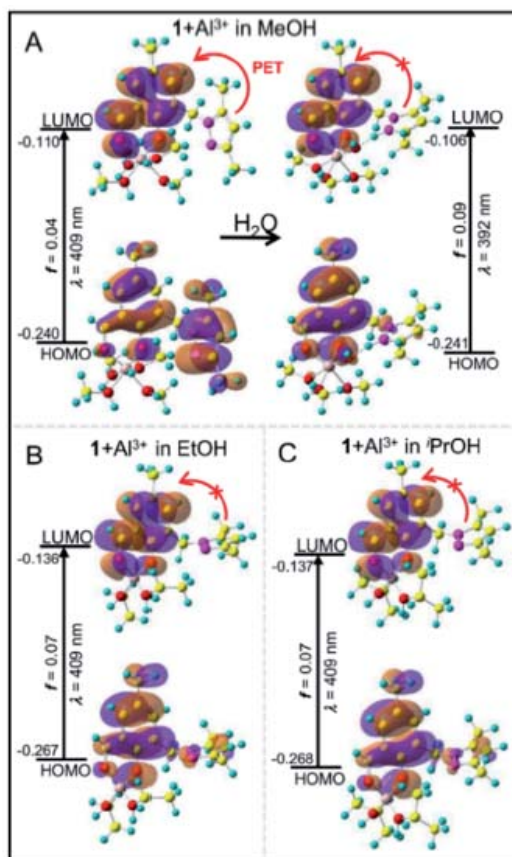 A
1+Al³⁺ in MeOH
PET
LUMO
-0.110
f = 0.04
λ = 409 nm
-0.240
HOMO
H₂O
LUMO
-0.106
f = 0.09
λ = 392 nm
-0.241
HOMO
B
1+Al³⁺ in EtOH
LUMO
-0.136
f = 0.07
λ = 409 nm
-0.267
HOMO
C
1+Al³⁺ in ⁱPrOH
LUMO
-0.137
f = 0.07
λ = 409 nm
-0.268
HOMO